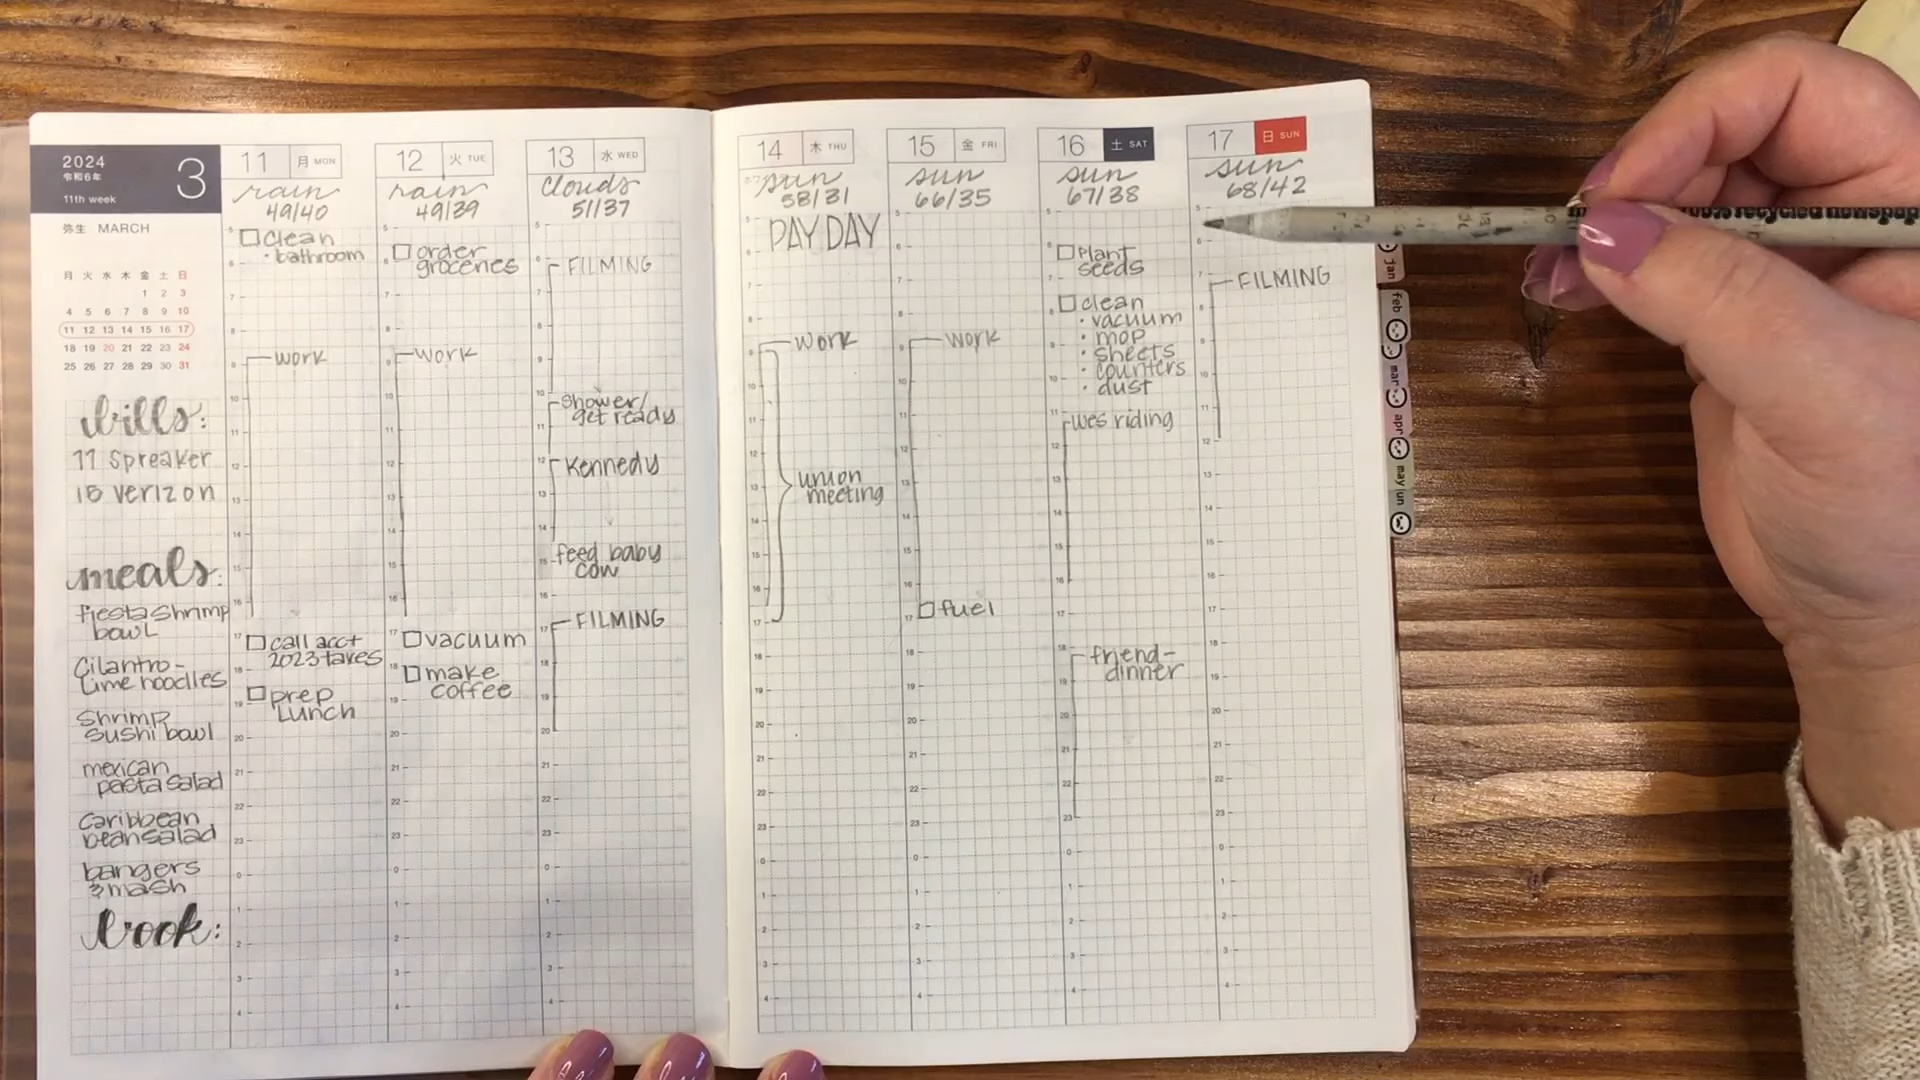 2024
令和6年
3
11th week
弥生 MARCH
月 火 水 木 金 土 日
1 2 3
4 5 6 7 8 9 10
11 12 13 14 15 16 17
18 19 20 21 22 23 24
25 26 27 28 29 30 31
bills:
11 Spreaker
15 verizon
meals:
fiesta shrimp
bowl
Cilantro-
Lime noodles
Shrimp
Sushi bowl
mexican
pasta salad
Caribbean
bean salad
bangers
& mash
book:
11 月 MON
rain
49/40
clean
· bathroom
work
call acct
2023 taxes
prep
Lunch
12 火 TUE
rain
49/39
order
groceries
work
vacuum
make
coffee
13 水 WED
clouds
51/37
FILMING
shower/
get ready
Kennedy
feed baby
cow
FILMING
14 木 THU
sun
58/31
PAY DAY
work
union
meeting
15 金 FRI
sun
66/35
work
fuel
16 土 SAT
sun
67/38
Plant
seeds
clean
· vacuum
· mop
· sheets
· counters
· dust
wes riding
friend-
dinner
17 日 SUN
sun
68/42
FILMING
jan
feb
mar
apr
may
jun